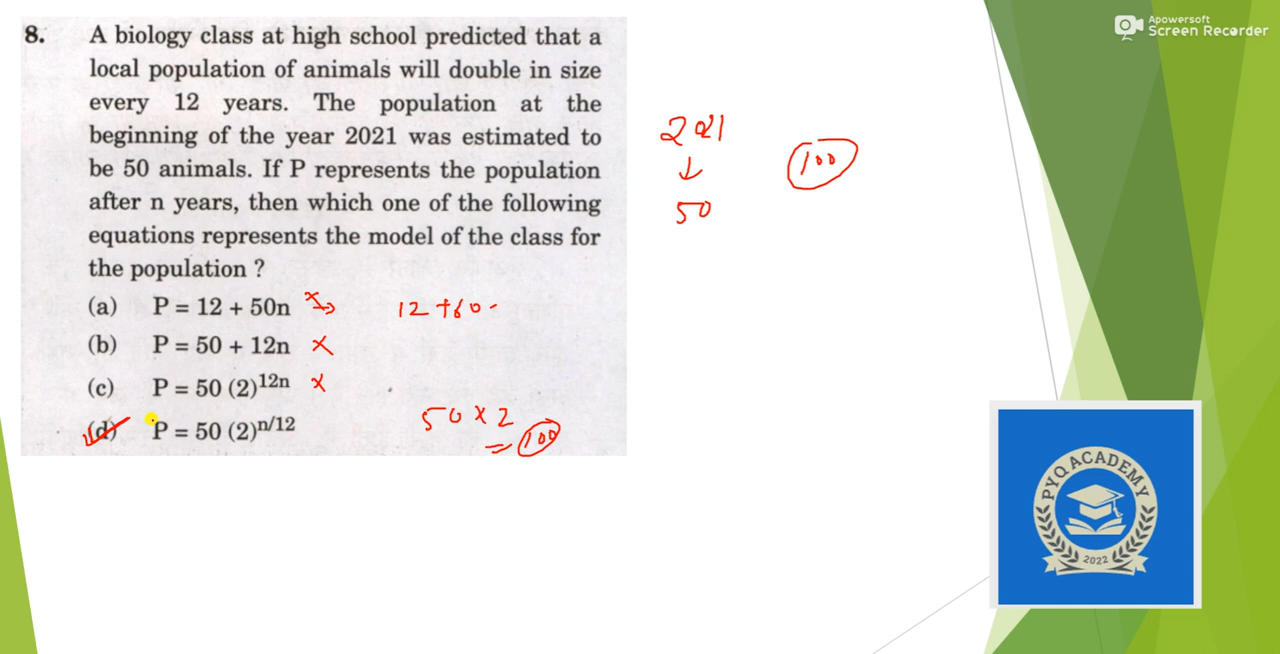 Apowersoft
Screen Recorder
8. A biology class at high school predicted that a
local population of animals will double in size
every 12 years. The population at the
beginning of the year 2021 was estimated to
be 50 animals. If P represents the population
after n years, then which one of the following
equations represents the model of the class for
the population ?
(a) P = 12 + 50n
(b) P = 50 + 12n
(c) P = 50 (2)^12n
(d) P = 50 (2)^n/12
2021
↓
50
100
50 × 2
= 100
PYQ ACADEMY
2022